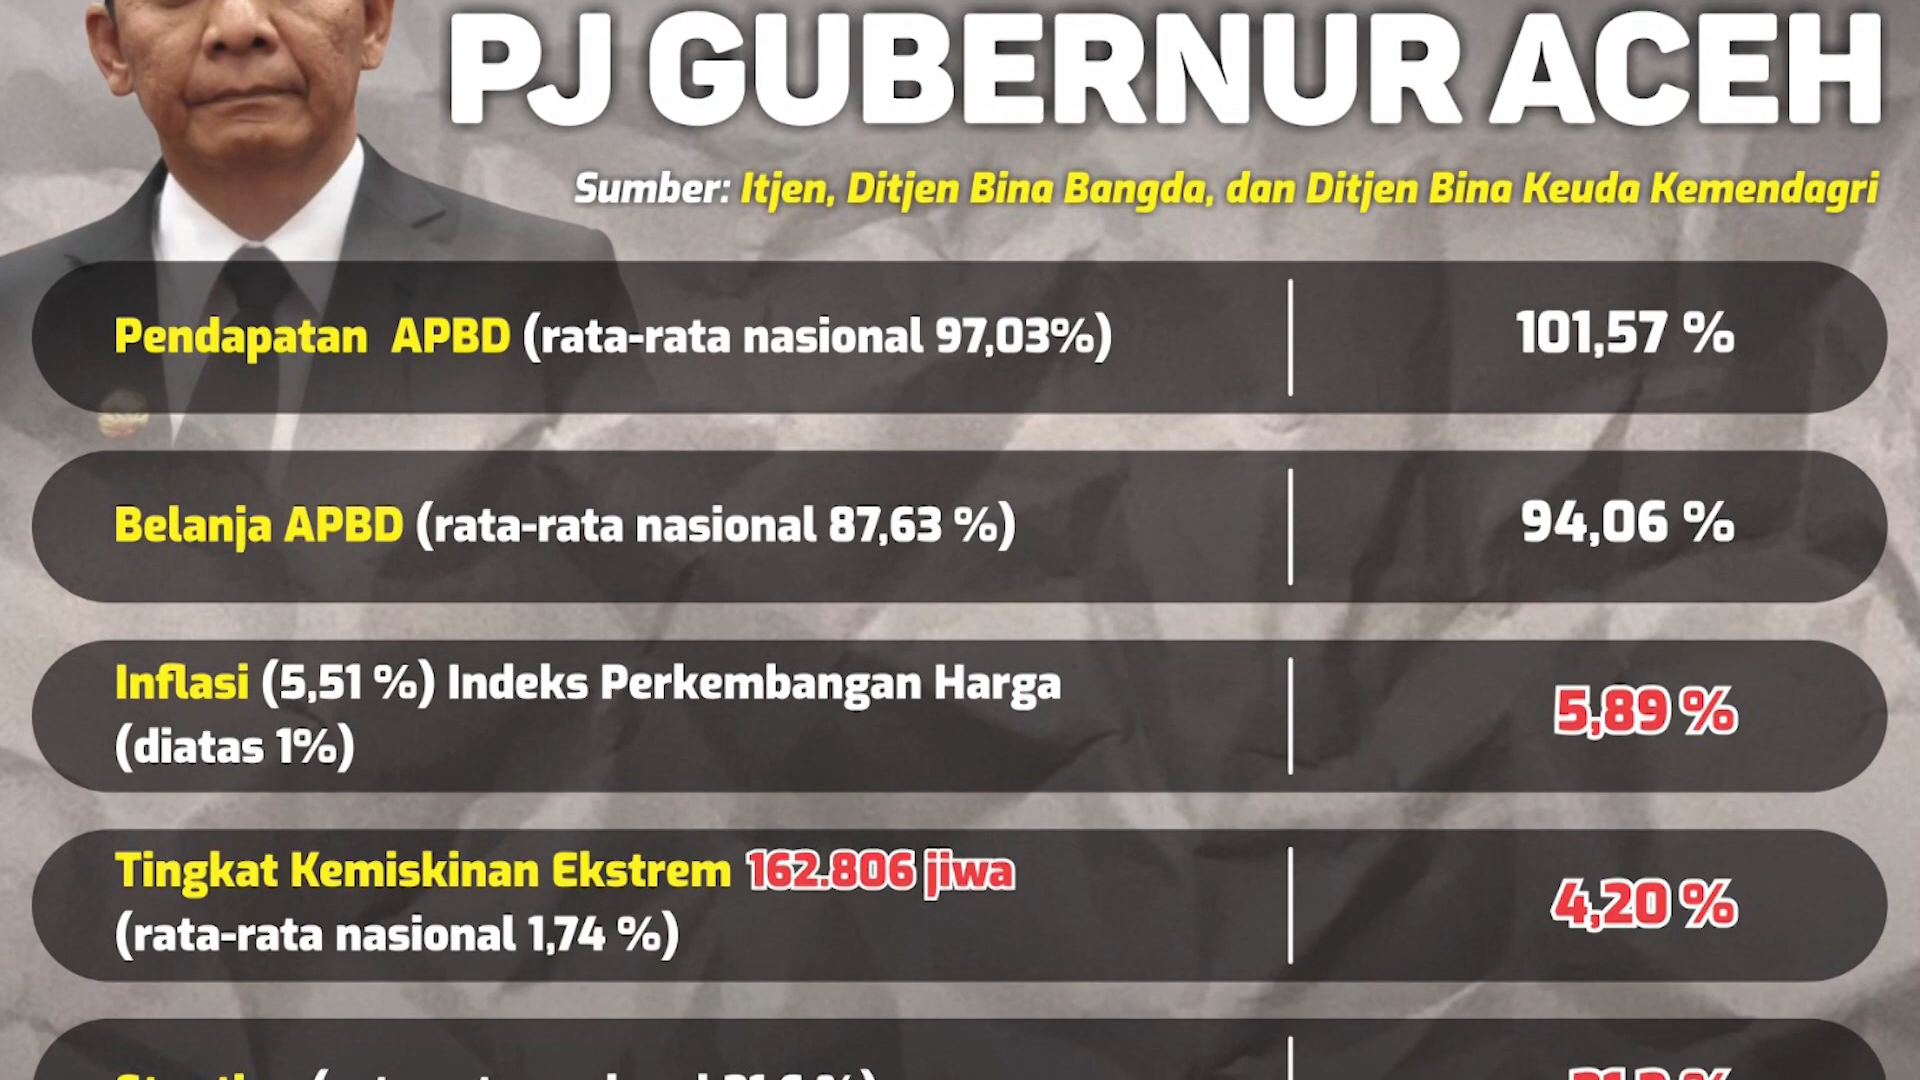 PJ GUBERNUR ACEH
Sumber: Itjen, Ditjen Bina Bangda, dan Ditjen Bina Keuda Kemendagri
Pendapatan APBD (rata-rata nasional 97,03%)
101,57 %
Belanja APBD (rata-rata nasional 87,63 %)
94,06 %
Inflasi (5,51 %) Indeks Perkembangan Harga
(diatas 1%)
5,89 %
Tingkat Kemiskinan Ekstrem 162.806 jiwa
(rata-rata nasional 1,74 %)
4,20 %